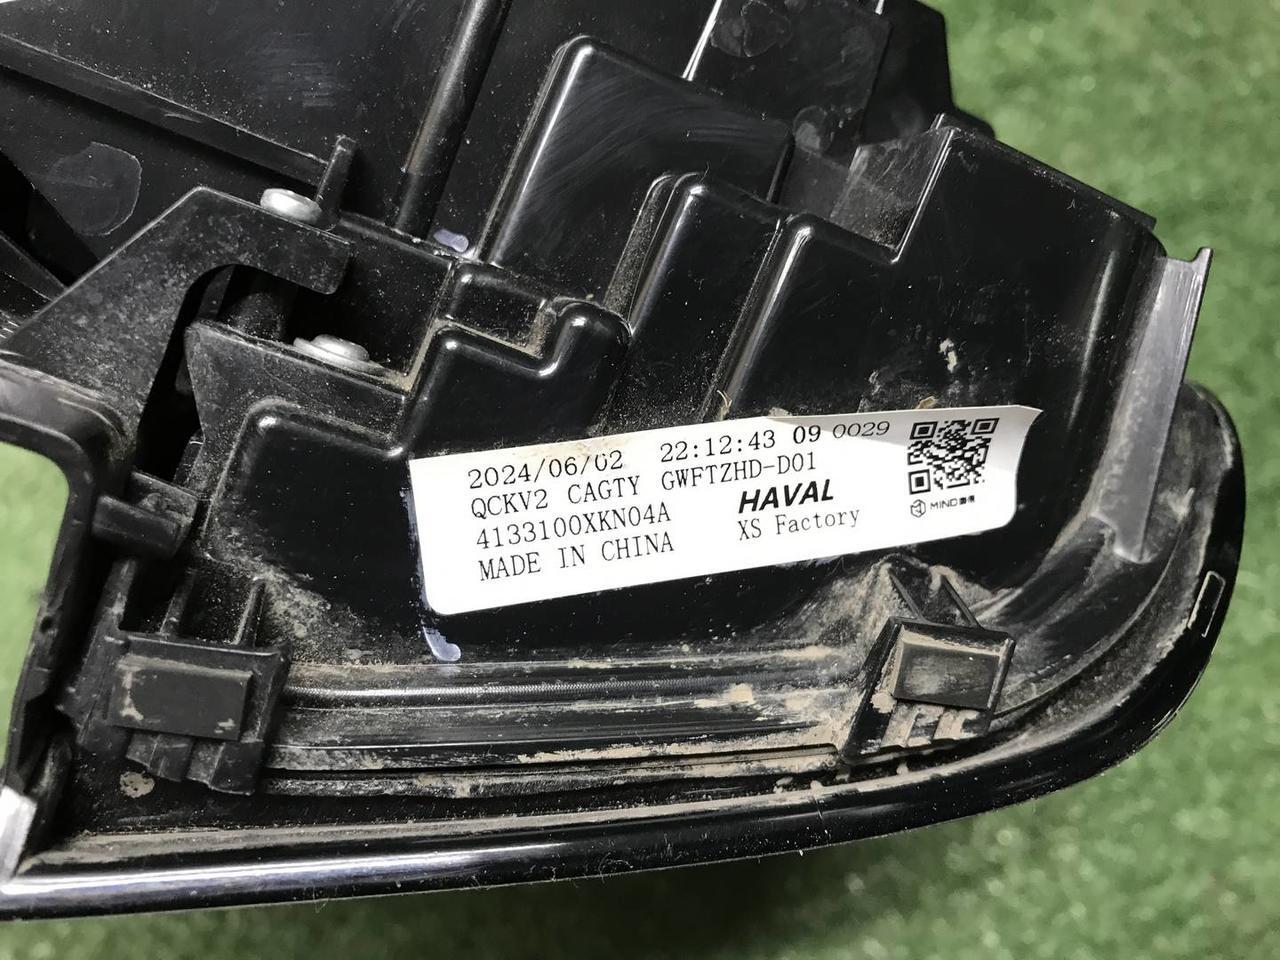 2024/06/02 22:12:43 09 0029
QCKV2 CAGTY GWFTZHD-D01
4133100XKN04A HAVAL
MADE IN CHINA XS Factory
MIND